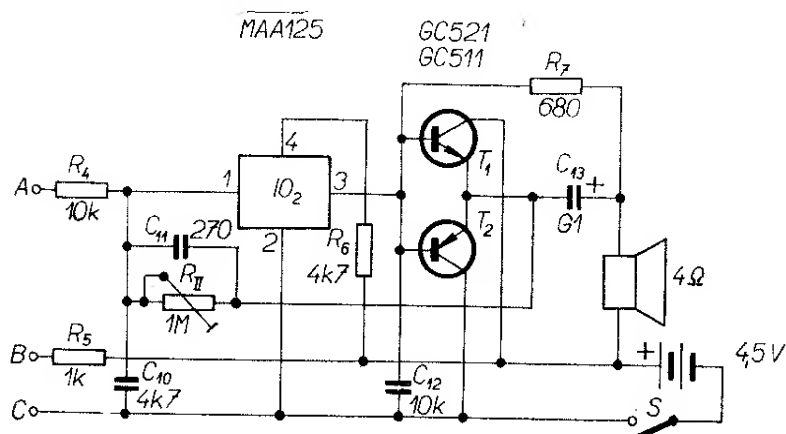 MAA125
GC521
GC511
R7
680
4
T1
C13
+
G1
A
R4
10k
1
IO2
3
2
C11
270
R6
4k7
T2
RII
1M
4Ω
B
R5
1k
C10
4k7
C12
10k
+
4,5V
S
C